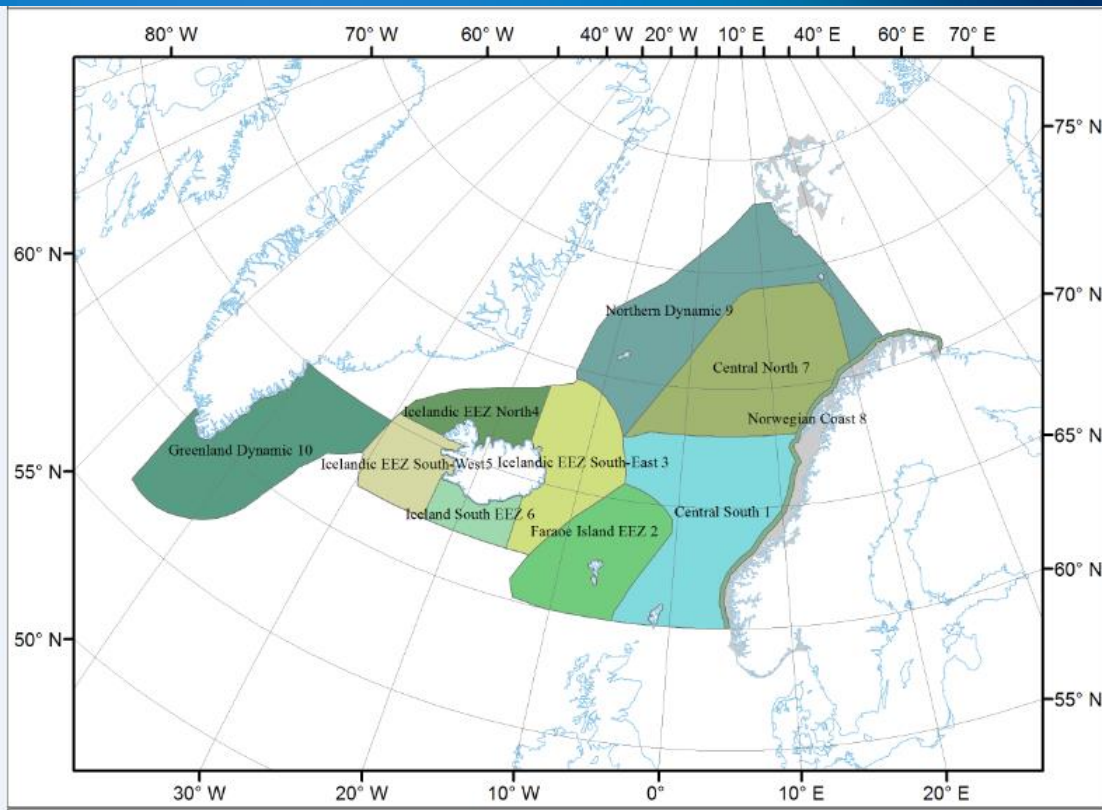 80° W 70° W 60° W 40° W 20° W 10° E 40° E 60° E 70° E
75° N
60° N
70° N
Northern Dynamic 9
Central North 7
Icelandic EEZ North4
Norwegian Coast 8
65° N
Greenland Dynamic 10
Icelandic EEZ South-West5
Icelandic EEZ South-East 3
55° N
Iceland South EEZ 6
Central South 1
Faraoe Island EEZ 2
60° N
50° N
55° N
30° W 20° W 10° W 0° 10° E 20° E